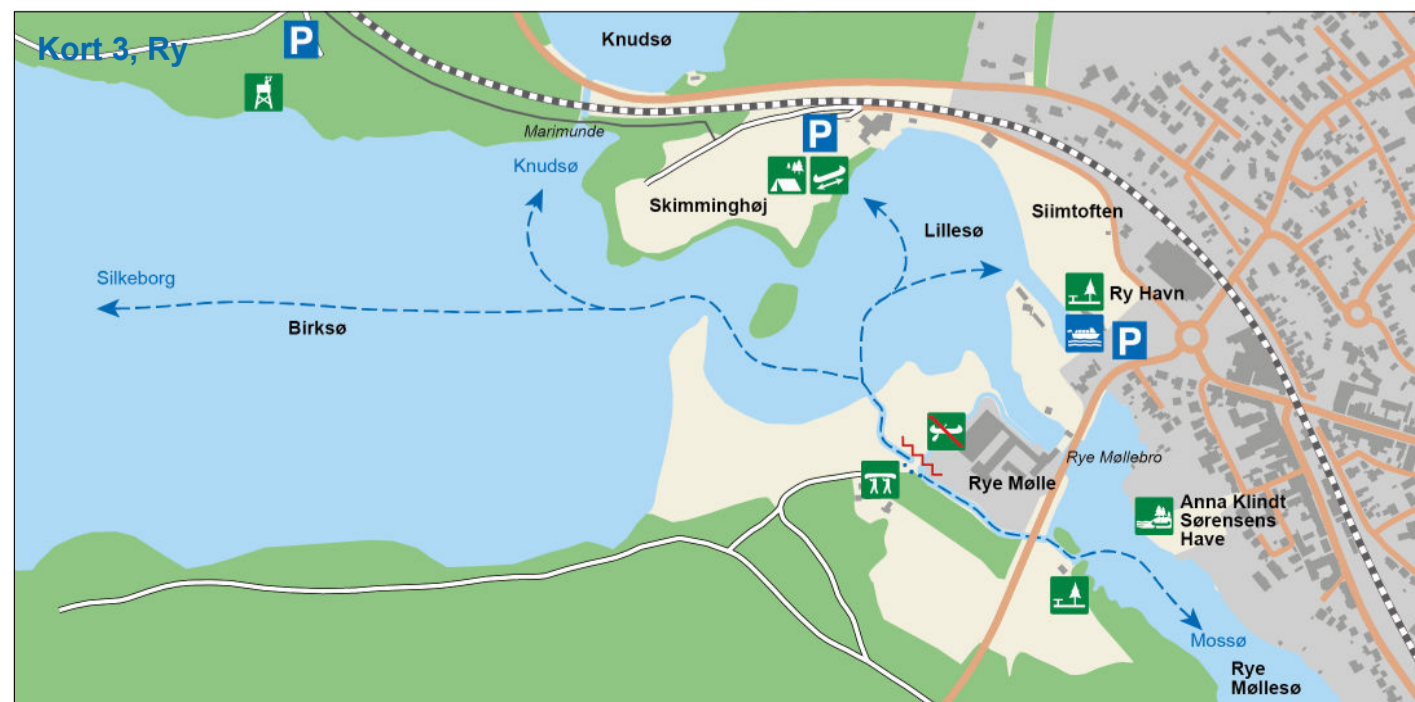 Kort 3, Ry
P
Knudsø
Marimunde
P
Knudsø
Skimminghøj
Siimtoften
Lillesø
Silkeborg
Ry Havn
Birksø
P
Rye Møllebro
Rye Mølle
Anna Klindt
Sørensens
Have
Mossø
Rye
Møllesø